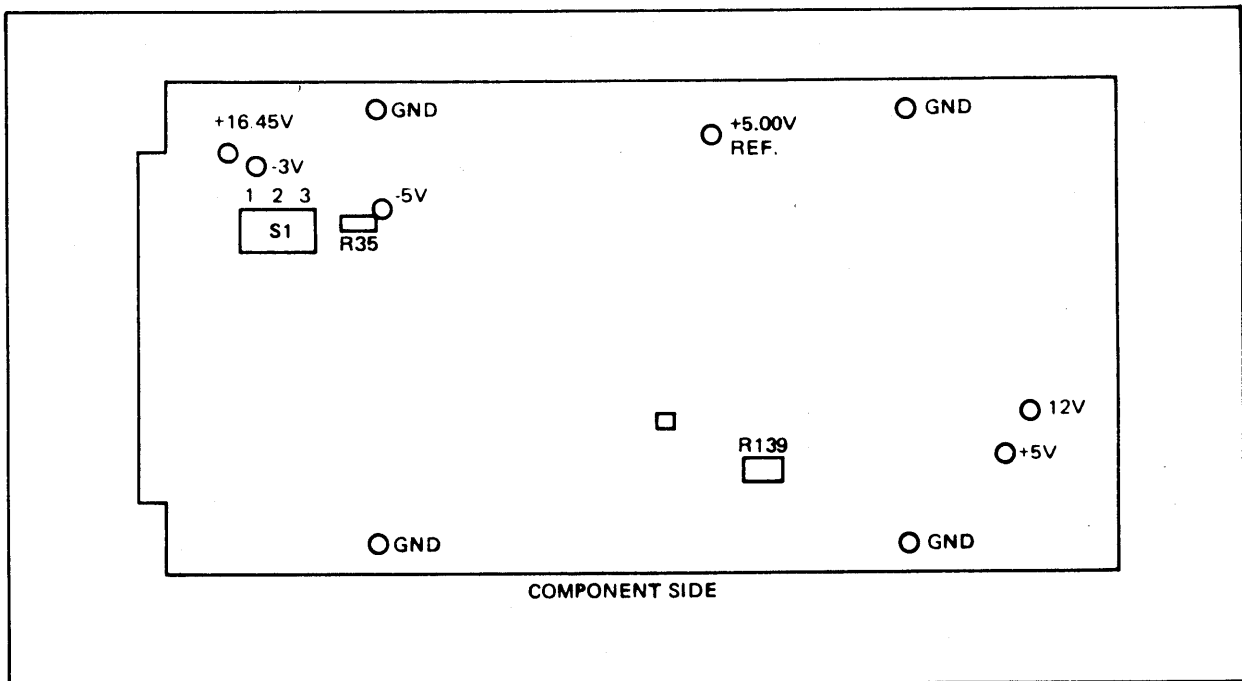 GND
GND
+16.45V
+5.00V
REF.
-3V
1 2 3
-5V
S1
R35
12V
R139
+5V
GND
GND
COMPONENT SIDE